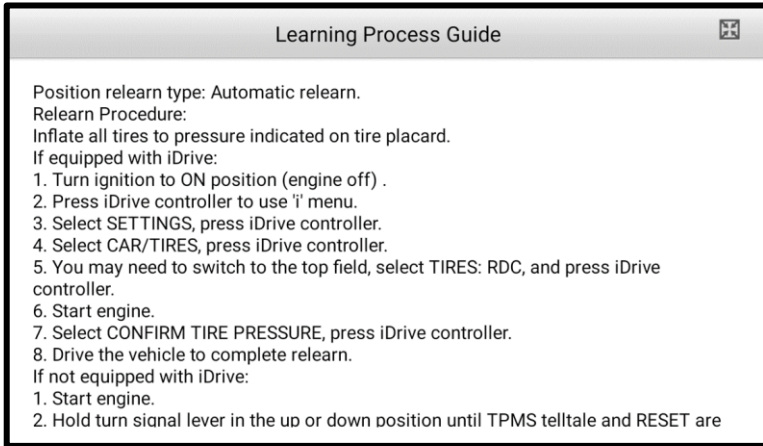 Learning Process Guide
Position relearn type: Automatic relearn.
Relearn Procedure:
Inflate all tires to pressure indicated on tire placard.
If equipped with iDrive:
1. Turn ignition to ON position (engine off) .
2. Press iDrive controller to use 'i' menu.
3. Select SETTINGS, press iDrive controller.
4. Select CAR/TIRES, press iDrive controller.
5. You may need to switch to the top field, select TIRES: RDC, and press iDrive
controller.
6. Start engine.
7. Select CONFIRM TIRE PRESSURE, press iDrive controller.
8. Drive the vehicle to complete relearn.
If not equipped with iDrive:
1. Start engine.
2. Hold turn signal lever in the up or down position until TPMS telltale and RESET are